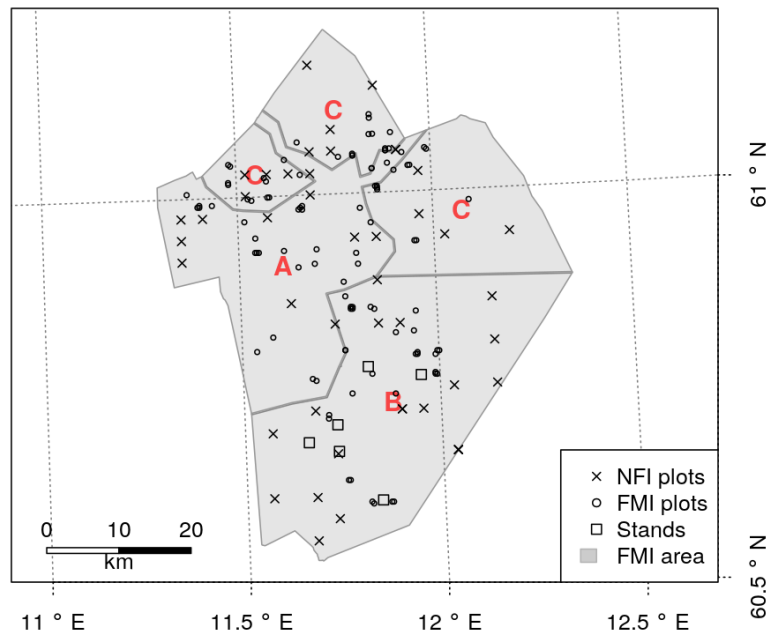 C
C
C
A
B
61 ° N
NFI plots
FMI plots
Stands
FMI area
0 10 20
km
60.5 ° N
11 ° E 11.5 ° E 12 ° E 12.5 ° E